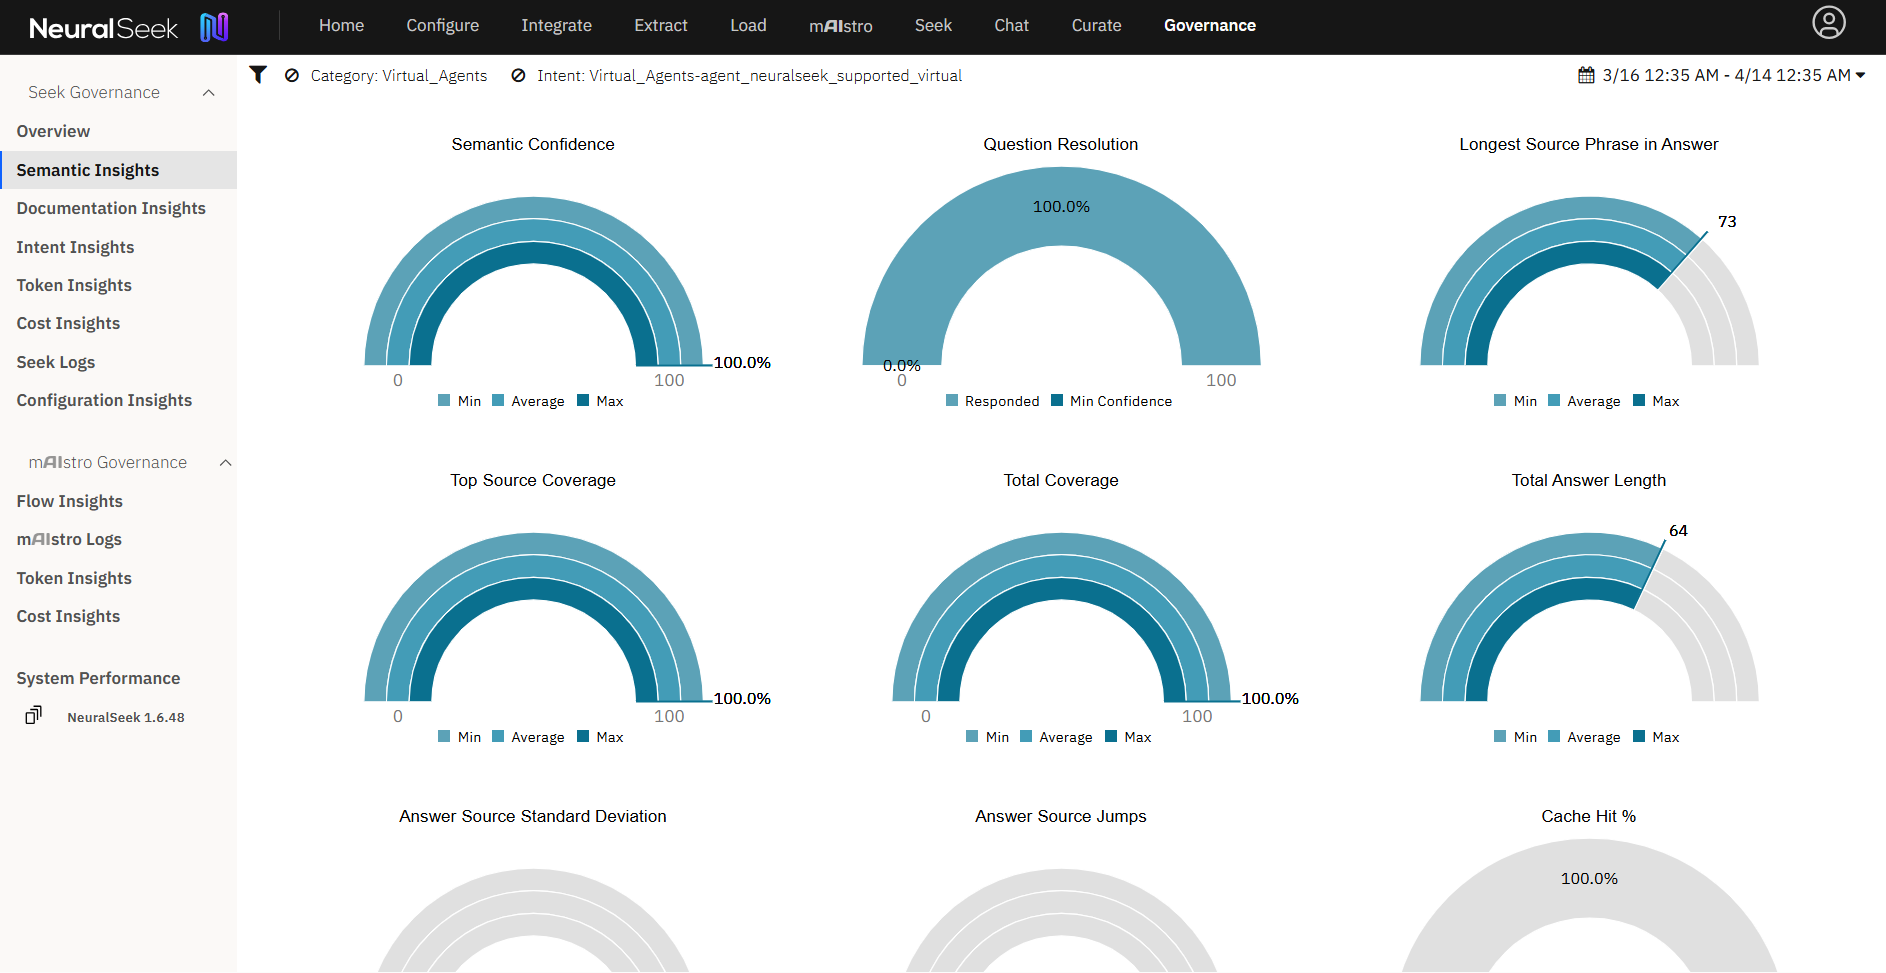 NeuralSeek
Home Configure Integrate Extract Load mAIstro Seek Chat Curate Governance
Seek Governance
Overview
Semantic Insights
Documentation Insights
Intent Insights
Token Insights
Cost Insights
Seek Logs
Configuration Insights
mAIstro Governance
Flow Insights
mAIstro Logs
Token Insights
Cost Insights
System Performance
NeuralSeek 1.6.48
Category: Virtual_Agents Intent: Virtual_Agents-agent_neuralseek_supported_virtual 3/16 12:35 AM - 4/14 12:35 AM
Semantic Confidence
100.0%
0 100
Min Average Max
Question Resolution
100.0%
0.0%
0 100
Responded Min Confidence
Longest Source Phrase in Answer
73
Min Average Max
Top Source Coverage
100.0%
0 100
Min Average Max
Total Coverage
100.0%
0 100
Min Average Max
Total Answer Length
64
Min Average Max
Answer Source Standard Deviation
Answer Source Jumps
Cache Hit %
100.0%